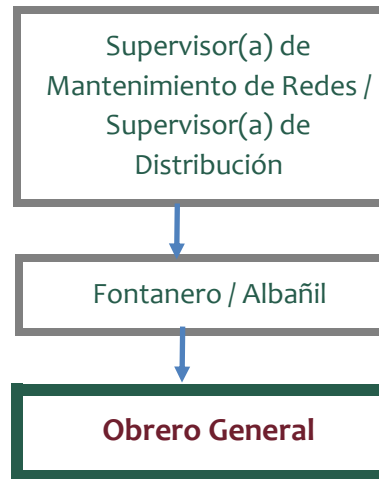 Supervisor(a) de
Mantenimiento de Redes /
Supervisor(a) de
Distribución
Fontanero / Albañil
Obrero General